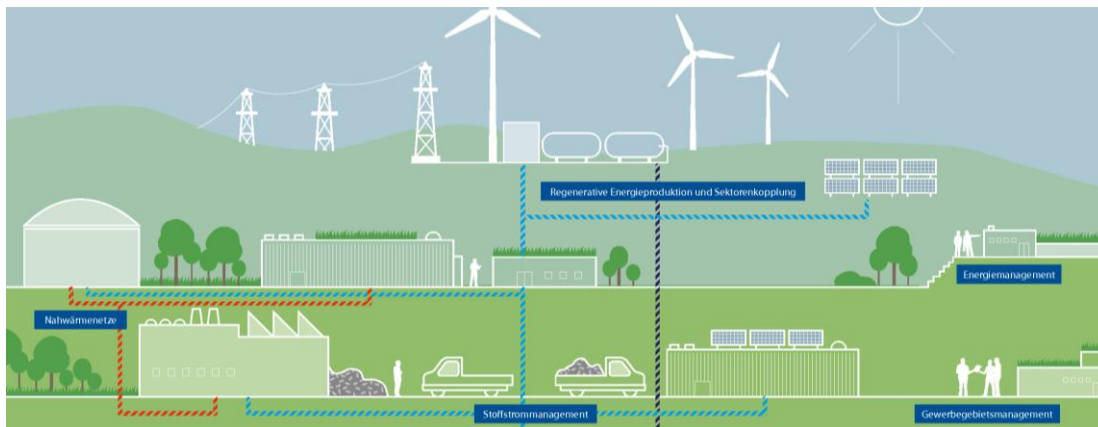 Regenerative Energieproduktion und Sektorenkopplung
Energiemanagement
Nahwärmenetze
Stoffstrommanagement
Gewerbegebietsmanagement